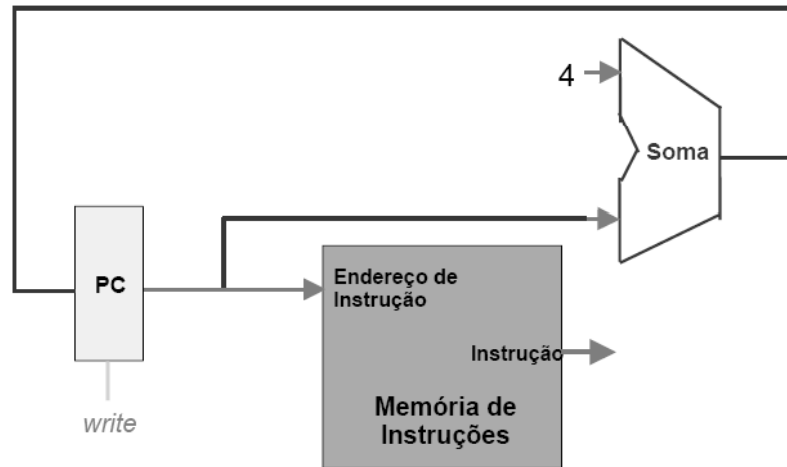 4
Soma
PC
Endereço de
Instrução
Instrução
Memória de
Instruções
write